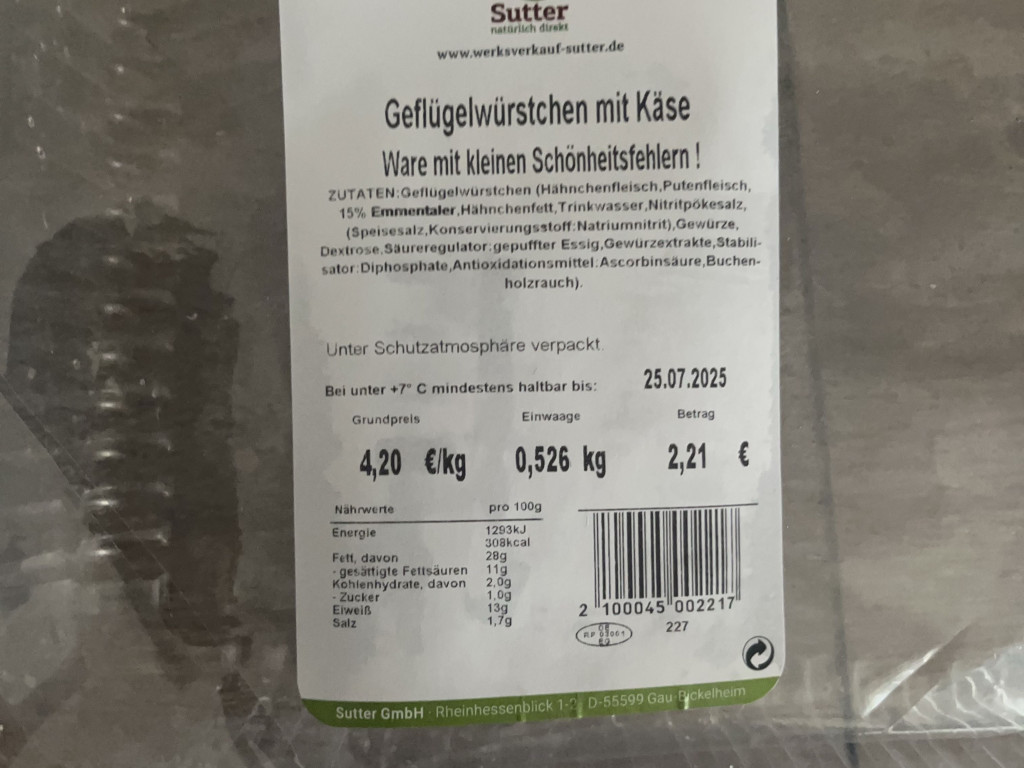 Sutter
natürlich direkt
www.werksverkauf-sutter.de
Geflügelwürstchen mit Käse
Ware mit kleinen Schönheitsfehlern !
ZUTATEN:Geflügelwürstchen (Hähnchenfleisch,Putenfleisch,
15% Emmentaler,Hähnchenfett,Trinkwasser,Nitritpökesalz,
(Speisesalz,Konservierungsstoff:Natriumnitrit),Gewürze,
Dextrose,Säureregulator:gepuffter Essig,Gewürzextrakte,Stabili-
sator:Diphosphate,Antioxidationsmittel:Ascorbinsäure,Buchen-
holzrauch).
Unter Schutzatmosphäre verpackt.
Bei unter +7° C mindestens haltbar bis: 25.07.2025
Grundpreis Einwaage Betrag
4,20 €/kg 0,526 kg 2,21 €
Nährwerte pro 100g
Energie 1293kJ
308kcal
Fett, davon 28g
- gesättigte Fettsäuren 11g
Kohlenhydrate, davon 2,0g
- Zucker 1,0g
Eiweiß 13g
Salz 1,7g
2 100045 002217
227
Sutter GmbH · Rheinhessenblick 1-2 D-55599 Gau-Bickelheim